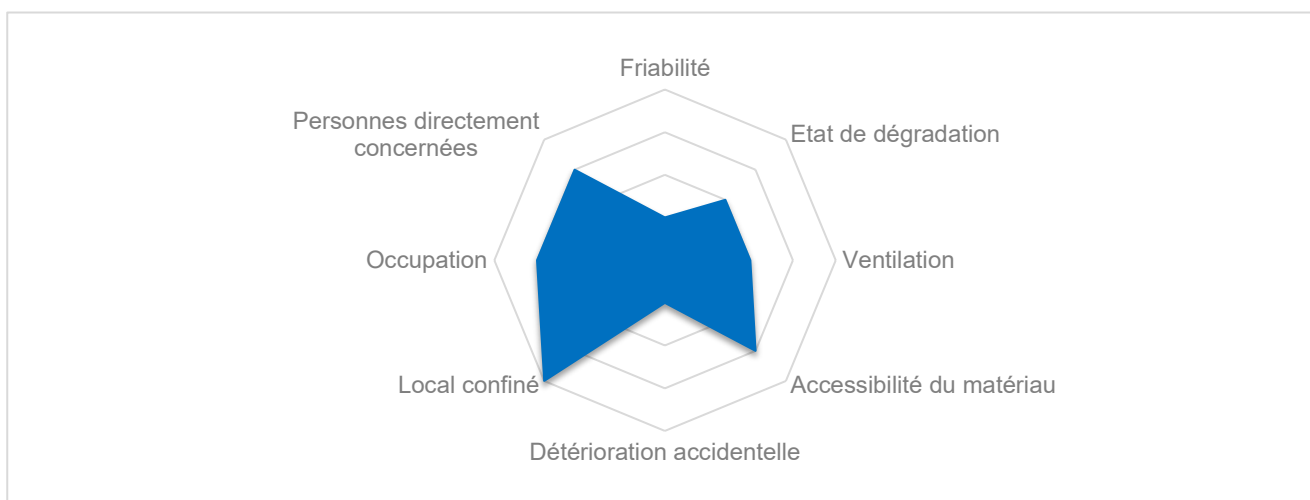 Friabilité
Personnes directement
concernées
Etat de dégradation
Occupation
Ventilation
Local confiné
Accessibilité du matériau
Détérioration accidentelle